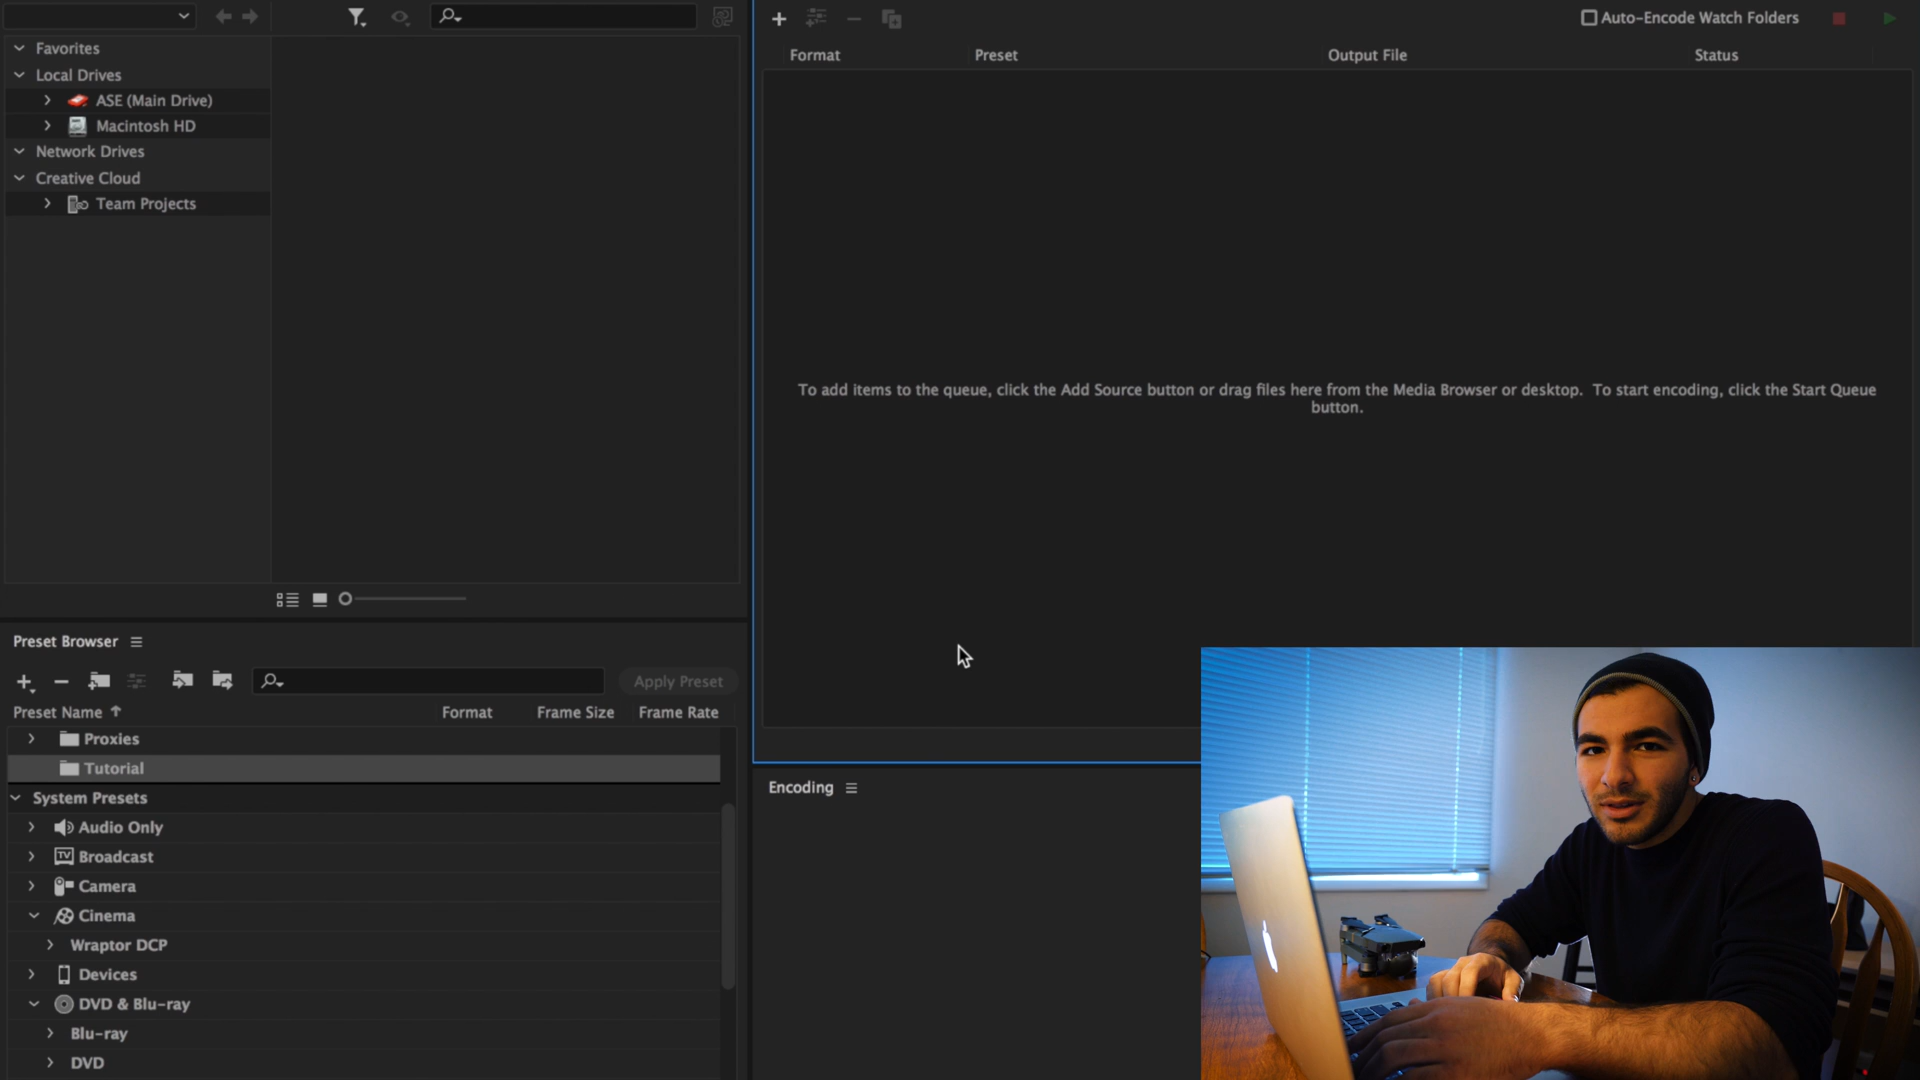 Favorites
Local Drives
ASE (Main Drive)
Macintosh HD
Network Drives
Creative Cloud
Team Projects
Auto-Encode Watch Folders
Format Preset Output File Status
To add items to the queue, click the Add Source button or drag files here from the Media Browser or desktop. To start encoding, click the Start Queue
button.
Preset Browser
Apply Preset
Preset Name Format Frame Size Frame Rate
Proxies
Tutorial
System Presets
Audio Only
TV Broadcast
Camera
Cinema
Wraptor DCP
Devices
DVD & Blu-ray
Blu-ray
DVD
Encoding